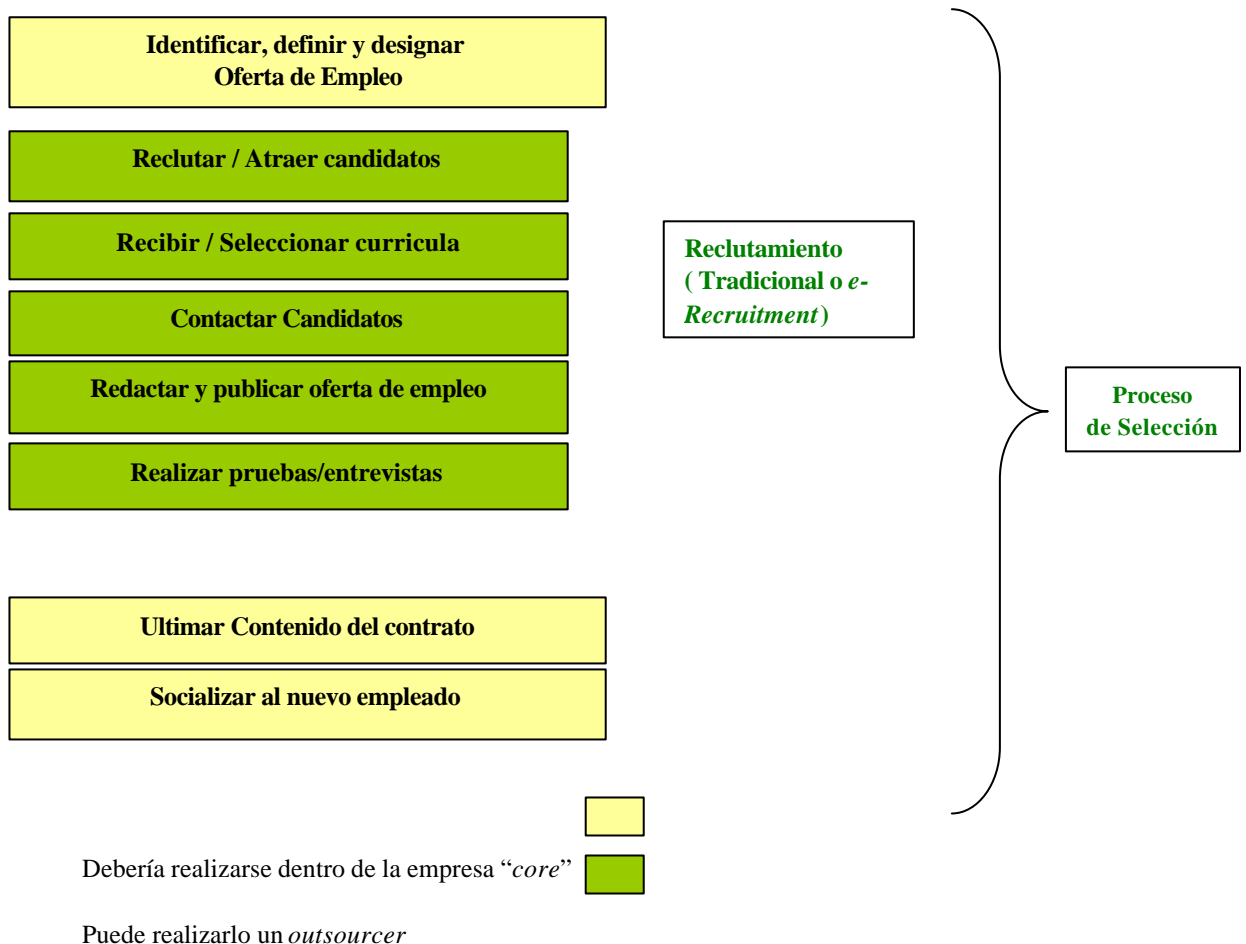 Identificar, definir y designar
Oferta de Empleo
Reclutar / Atraer candidatos
Recibir / Seleccionar curricula
Contactar Candidatos
Redactar y publicar oferta de empleo
Realizar pruebas/entrevistas
Reclutamiento
( Tradicional o e-
Recruitment)
Proceso
de Selección
Ultimar Contenido del contrato
Socializar al nuevo empleado
Debería realizarse dentro de la empresa “core”
Puede realizarlo un outsourcer